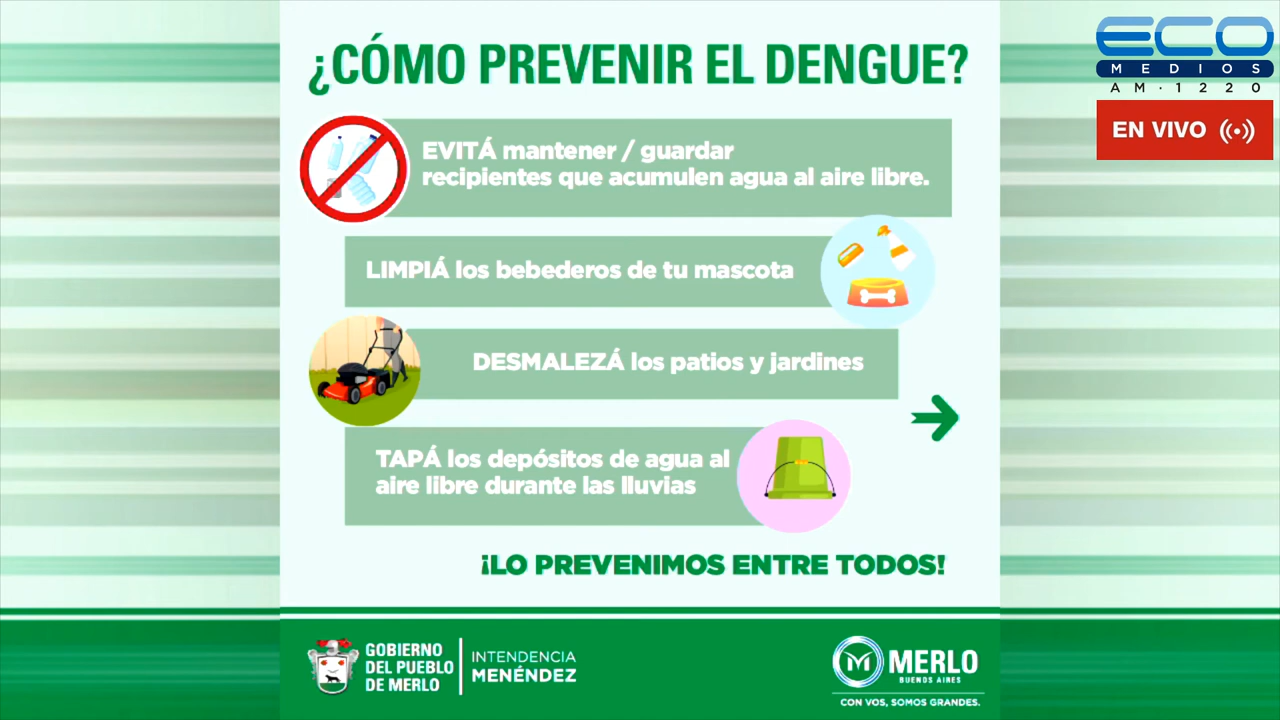 ¿CÓMO PREVENIR EL DENGUE?
ECO
MEDIOS
AM·1220
EN VIVO
EVITÁ mantener / guardar
recipientes que acumulen agua al aire libre.
LIMPIÁ los bebederos de tu mascota
DESMALEZÁ los patios y jardines
TAPÁ los depósitos de agua al
aire libre durante las lluvias
¡LO PREVENIMOS ENTRE TODOS!
GOBIERNO
DEL PUEBLO
DE MERLO
INTENDENCIA
MENÉNDEZ
MERLO
BUENOS AIRES
CON VOS, SOMOS GRANDES.